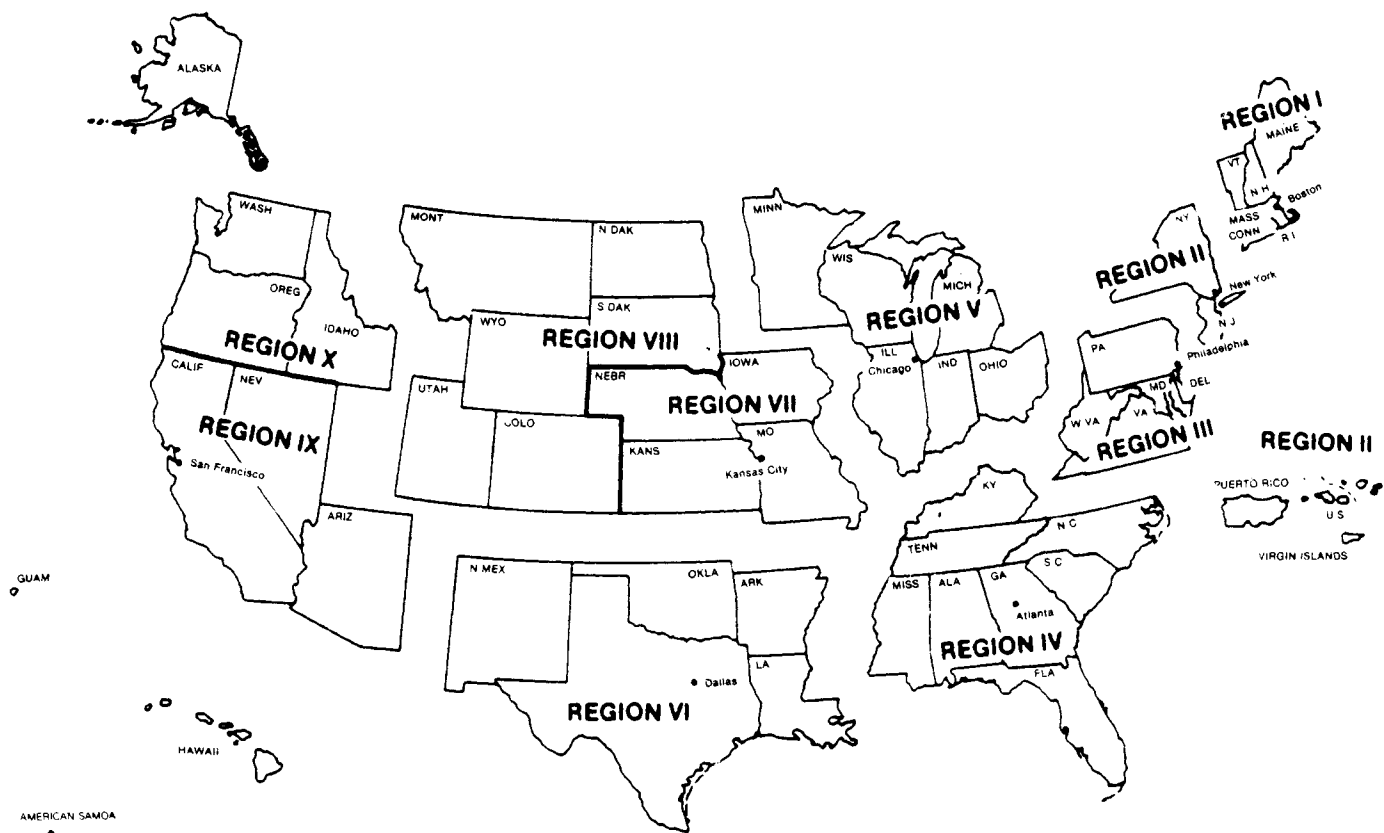 ALASKA
REGION I
MAINE
VT
N H
Boston
MASS
CONN
R I
WASH
MONT
N DAK
MINN
NY
WIS
REGION II
MICH
New York
OREG
S DAK
WYO
REGION V
N J
IDAHO
REGION X
REGION VIII
PA
Philadelphia
CALIF
NEV
NEBR
IOWA
ILL
Chicago
IND
OHIO
UTAH
MD
DEL
REGION VII
W VA
VA
REGION IX
COLO
MO
REGION III
REGION II
San Francisco
KANS
Kansas City
KY
PUERTO RICO
U S
VIRGIN ISLANDS
ARIZ
N C
TENN
S C
GUAM
N MEX
OKLA
ARK
MISS
ALA
GA
Atlanta
REGION IV
LA
FLA
Dallas
REGION VI
HAWAII
AMERICAN SAMOA